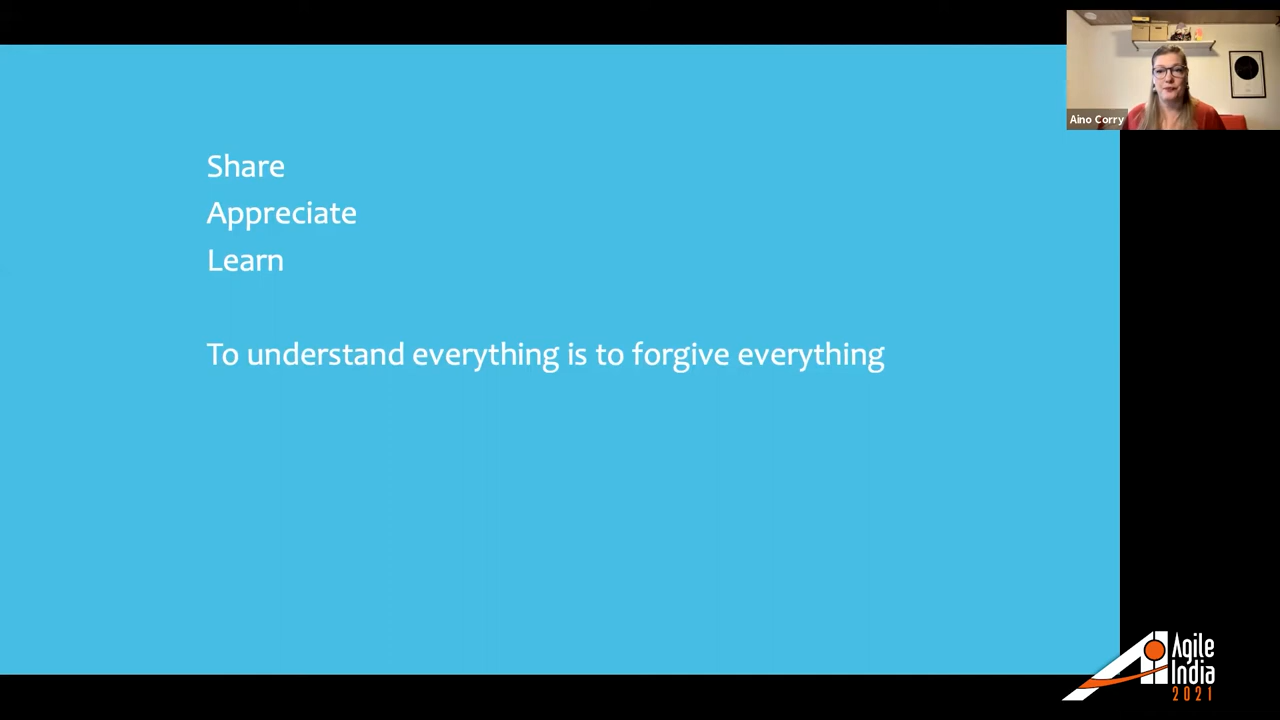 Share
Appreciate
Learn
To understand everything is to forgive everything
Aino Corry
Agile
India
2021